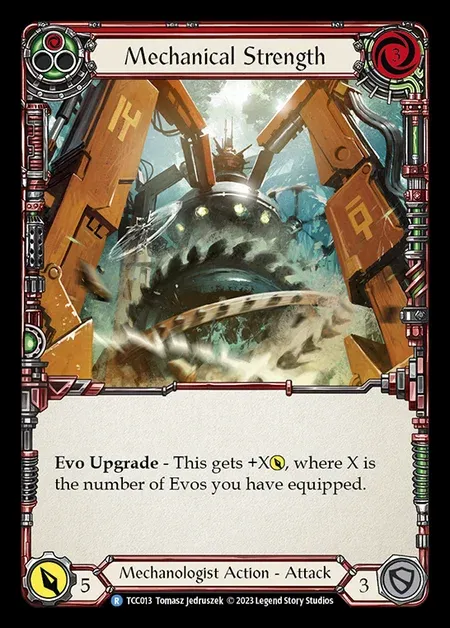 Mechanical Strength
3
Evo Upgrade - This gets +X, where X is
the number of Evos you have equipped.
5
Mechanologist Action - Attack
3
R TCC013 Tomasz Jedruszek © 2023 Legend Story Studios